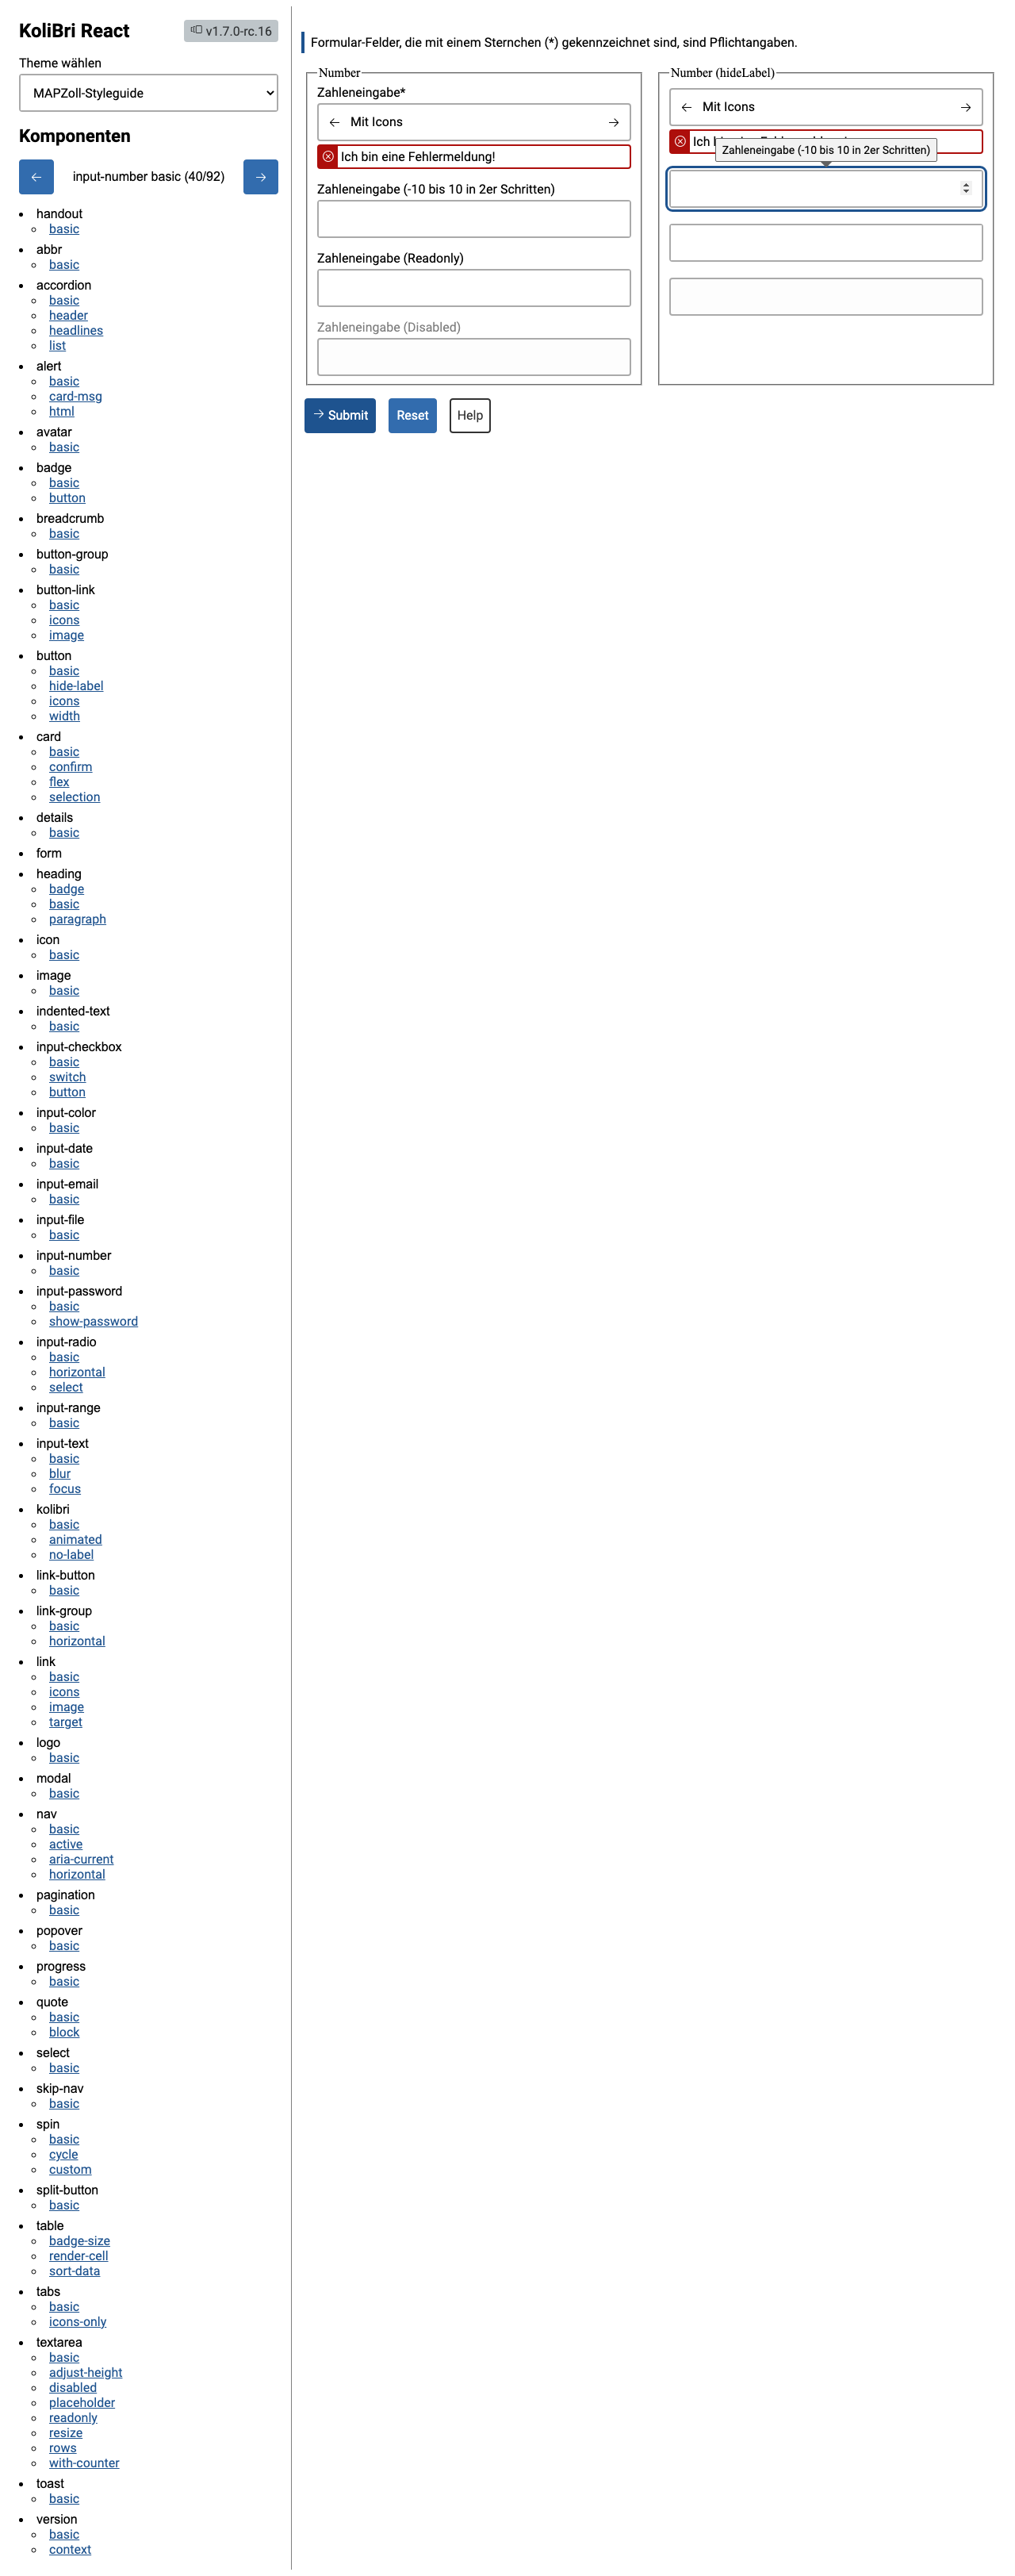 KoliBri React
v1.7.0-rc.16
Theme wählen
MAPZoll-Styleguide
Komponenten
input-number basic (40/92)
handout
basic
abbr
basic
accordion
basic
header
headlines
list
alert
basic
card-msg
html
avatar
basic
badge
basic
button
breadcrumb
basic
button-group
basic
button-link
basic
icons
image
button
basic
hide-label
icons
width
card
basic
confirm
flex
selection
details
basic
form
heading
badge
basic
paragraph
icon
basic
image
basic
indented-text
basic
input-checkbox
basic
switch
button
input-color
basic
input-date
basic
input-email
basic
input-file
basic
input-number
basic
input-password
basic
show-password
input-radio
basic
horizontal
select
input-range
basic
input-text
basic
blur
focus
kolibri
basic
animated
no-label
link-button
basic
link-group
basic
horizontal
link
basic
icons
image
target
logo
basic
modal
basic
nav
basic
active
aria-current
horizontal
pagination
basic
popover
basic
progress
basic
quote
basic
block
select
basic
skip-nav
basic
spin
basic
cycle
custom
split-button
basic
table
badge-size
render-cell
sort-data
tabs
basic
icons-only
textarea
basic
adjust-height
disabled
placeholder
readonly
resize
rows
with-counter
toast
basic
version
basic
context
Formular-Felder, die mit einem Sternchen (*) gekennzeichnet sind, sind Pflichtangaben.
Number
Zahleneingabe*
Mit Icons
Ich bin eine Fehlermeldung!
Zahleneingabe (-10 bis 10 in 2er Schritten)
Zahleneingabe (Readonly)
Zahleneingabe (Disabled)
Number (hideLabel)
Mit Icons
Ich
Zahleneingabe (-10 bis 10 in 2er Schritten)
Submit
Reset
Help